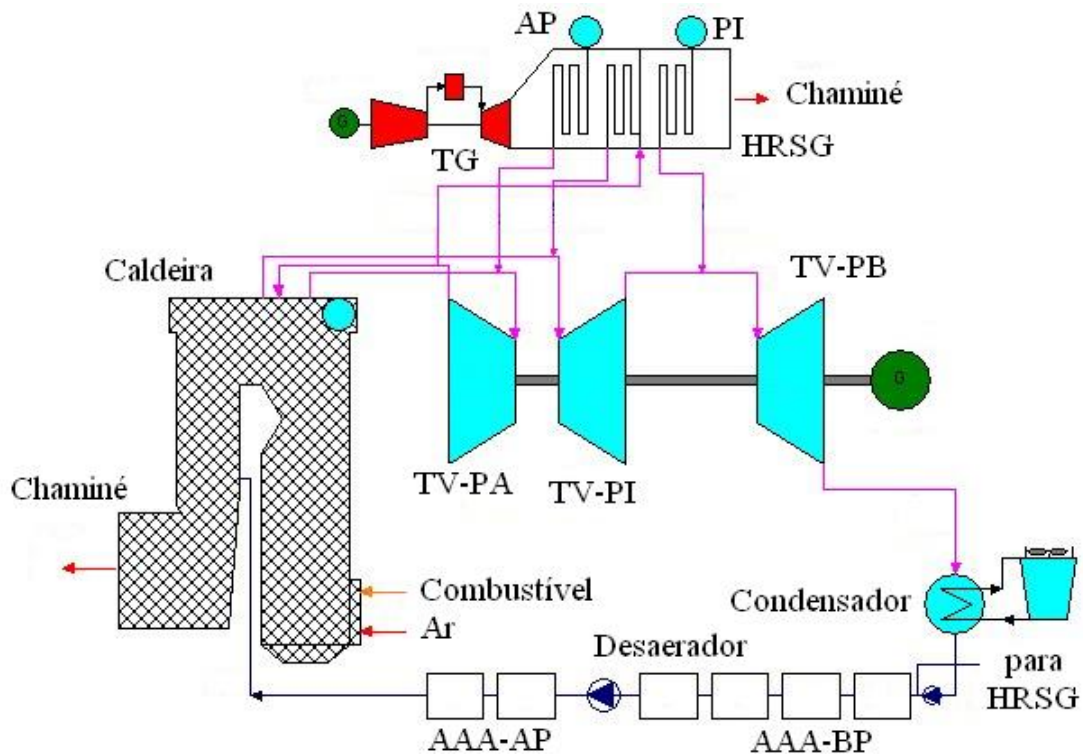 AP
PI
G
TG
Chaminé
HRSG
Caldeira
TV-PB
G
TV-PA
TV-PI
Chaminé
Combustível
Ar
Condensador
Desaerador
para
HRSG
AAA-AP
AAA-BP